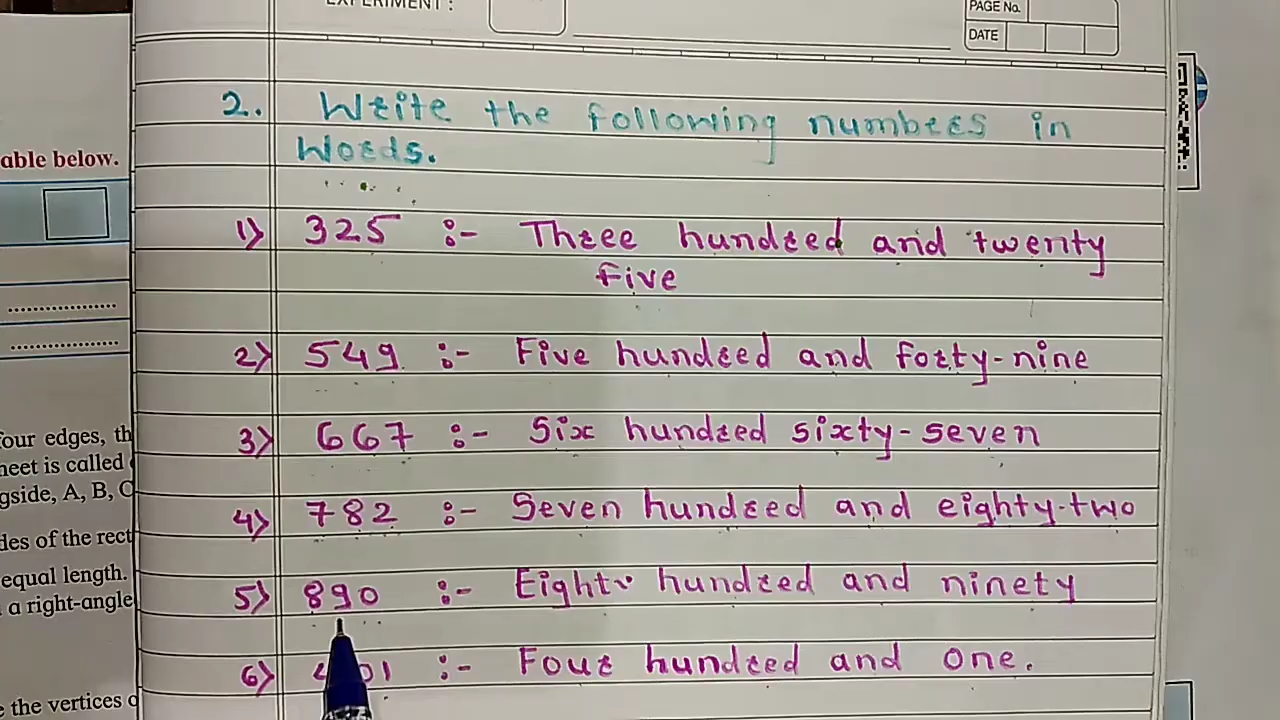 EXPERIMENT :
PAGE No.
DATE
2. Write the following numbers in
Words.
1) 325 :- Three hundred and twenty
five
2) 549 :- Five hundred and forty-nine
3) 667 :- Six hundred sixty-seven
4) 782 :- Seven hundred and eighty-two
5) 890 :- Eight hundred and ninety
6) :- Four hundred and one.
able below.
four edges, th
heet is called
gside, A, B, C
des of the rect
equal length.
a right-angle
e the vertices o